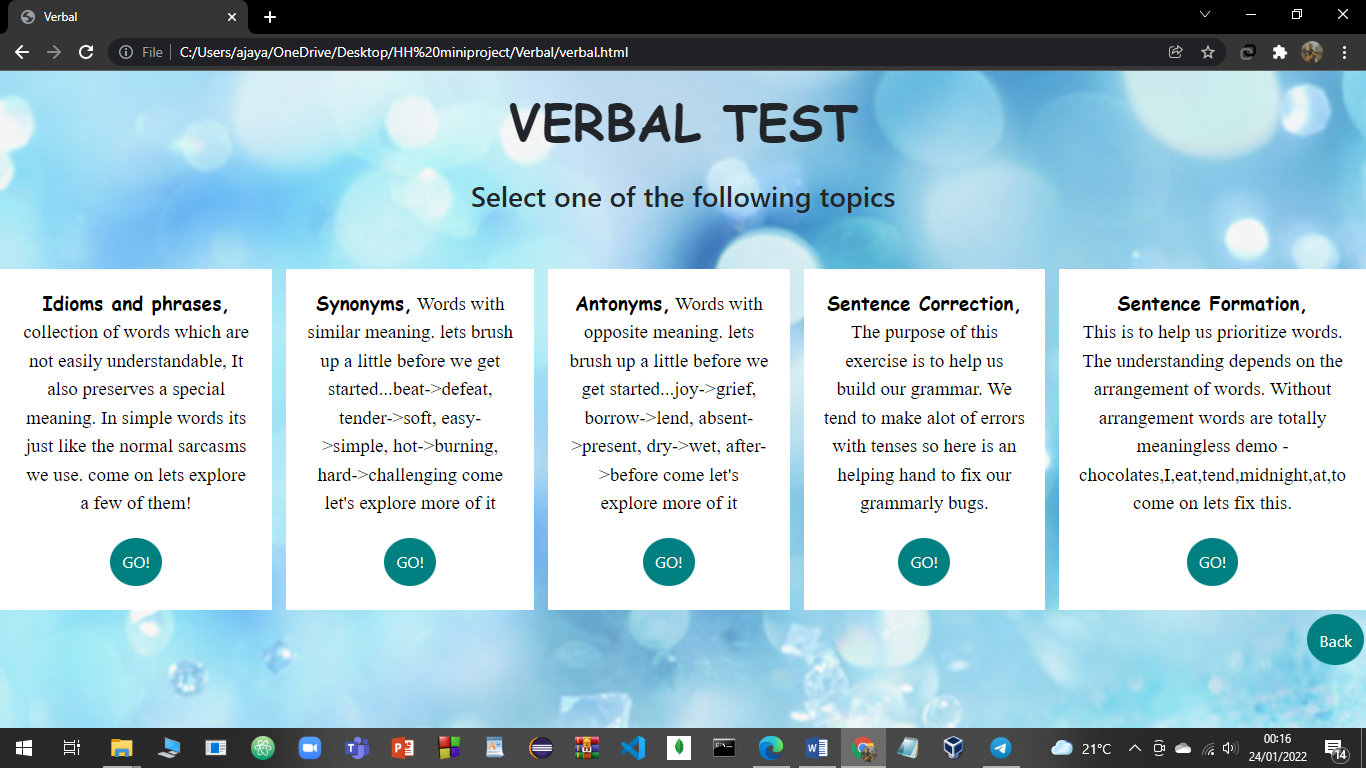 Verbal
File
C:/Users/ajaya/OneDrive/Desktop/HH%20miniproject/Verbal/verbal.html
VERBAL TEST
Select one of the following topics
Idioms and phrases,
collection of words which are
not easily understandable, It
also preserves a special
meaning. In simple words its
just like the normal sarcasms
we use. come on lets explore
a few of them!
GO!
Synonyms, Words with
similar meaning. lets brush
up a little before we get
started...beat->defeat,
tender->soft, easy-
>simple, hot->burning,
hard->challenging come
let's explore more of it
GO!
Antonyms, Words with
opposite meaning. lets
brush up a little before we
get started...joy->grief,
borrow->lend, absent-
>present, dry->wet, after-
>before come let's
explore more of it
GO!
Sentence Correction,
The purpose of this
exercise is to help us
build our grammar. We
tend to make alot of errors
with tenses so here is an
helping hand to fix our
grammarly bugs.
GO!
Sentence Formation,
This is to help us prioritize words.
The understanding depends on the
arrangement of words. Without
arrangement words are totally
meaningless demo -
chocolates,I,eat,tend,midnight,at,to
come on lets fix this.
GO!
Back
21°C
00:16
24/01/2022
14